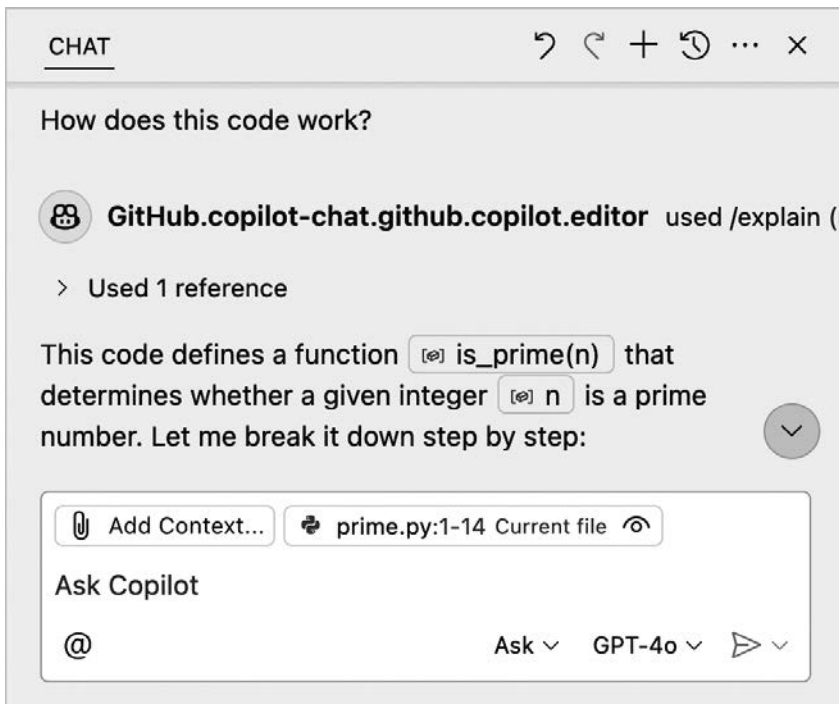 CHAT
How does this code work?
GitHub.copilot-chat.github.copilot.editor used /explain (
Used 1 reference
This code defines a function is_prime(n) that
determines whether a given integer n is a prime
number. Let me break it down step by step:
Add Context... prime.py:1-14 Current file
Ask Copilot
@ Ask GPT-4o